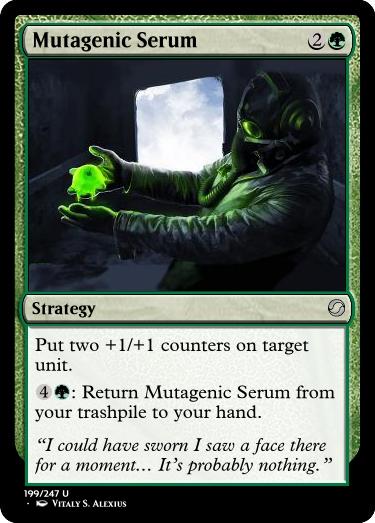 Mutagenic Serum 2
Strategy
Put two +1/+1 counters on target
unit.
4: Return Mutagenic Serum from
your trashpile to your hand.
“I could have sworn I saw a face there
for a moment… It’s probably nothing.”
199/247 U
· Vitaly S. Alexius